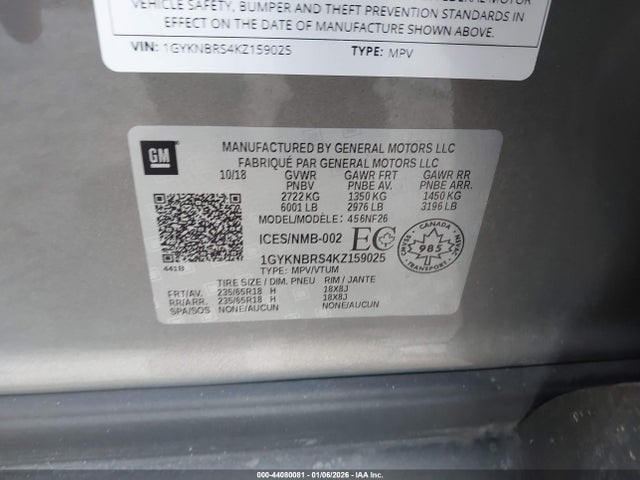 VEHICLE SAFETY, BUMPER AND THEFT PREVENTION STANDARDS IN
EFFECT ON THE DATE OF MANUFACTURE SHOWN ABOVE.
VIN: 1GYKNBRS4KZ159025 TYPE: MPV
GM
MANUFACTURED BY GENERAL MOTORS LLC
FABRIQUÉ PAR GENERAL MOTORS LLC
10/18 GVWR GAWR FRT GAWR RR
PNBV PNBE AV. PNBE ARR.
2722 KG 1350 KG 1450 KG
6001 LB 2976 LB 3196 LB
MODEL/MODÈLE: 456NF26
ICES/NMB-002 EC
CANADA
985
TRANSPORTS
441B
1GYKNBRS4KZ159025
TYPE: MPV/VTUM
TIRE SIZE / DIM. PNEU RIM / JANTE
FRT/AV. 235/65R18 H 18X8J
RR/ARR. 235/65R18 H 18X8J
SPA/SOS NONE/AUCUN NONE/AUCUN
000-44080081 - 01/06/2026 - IAA Inc.